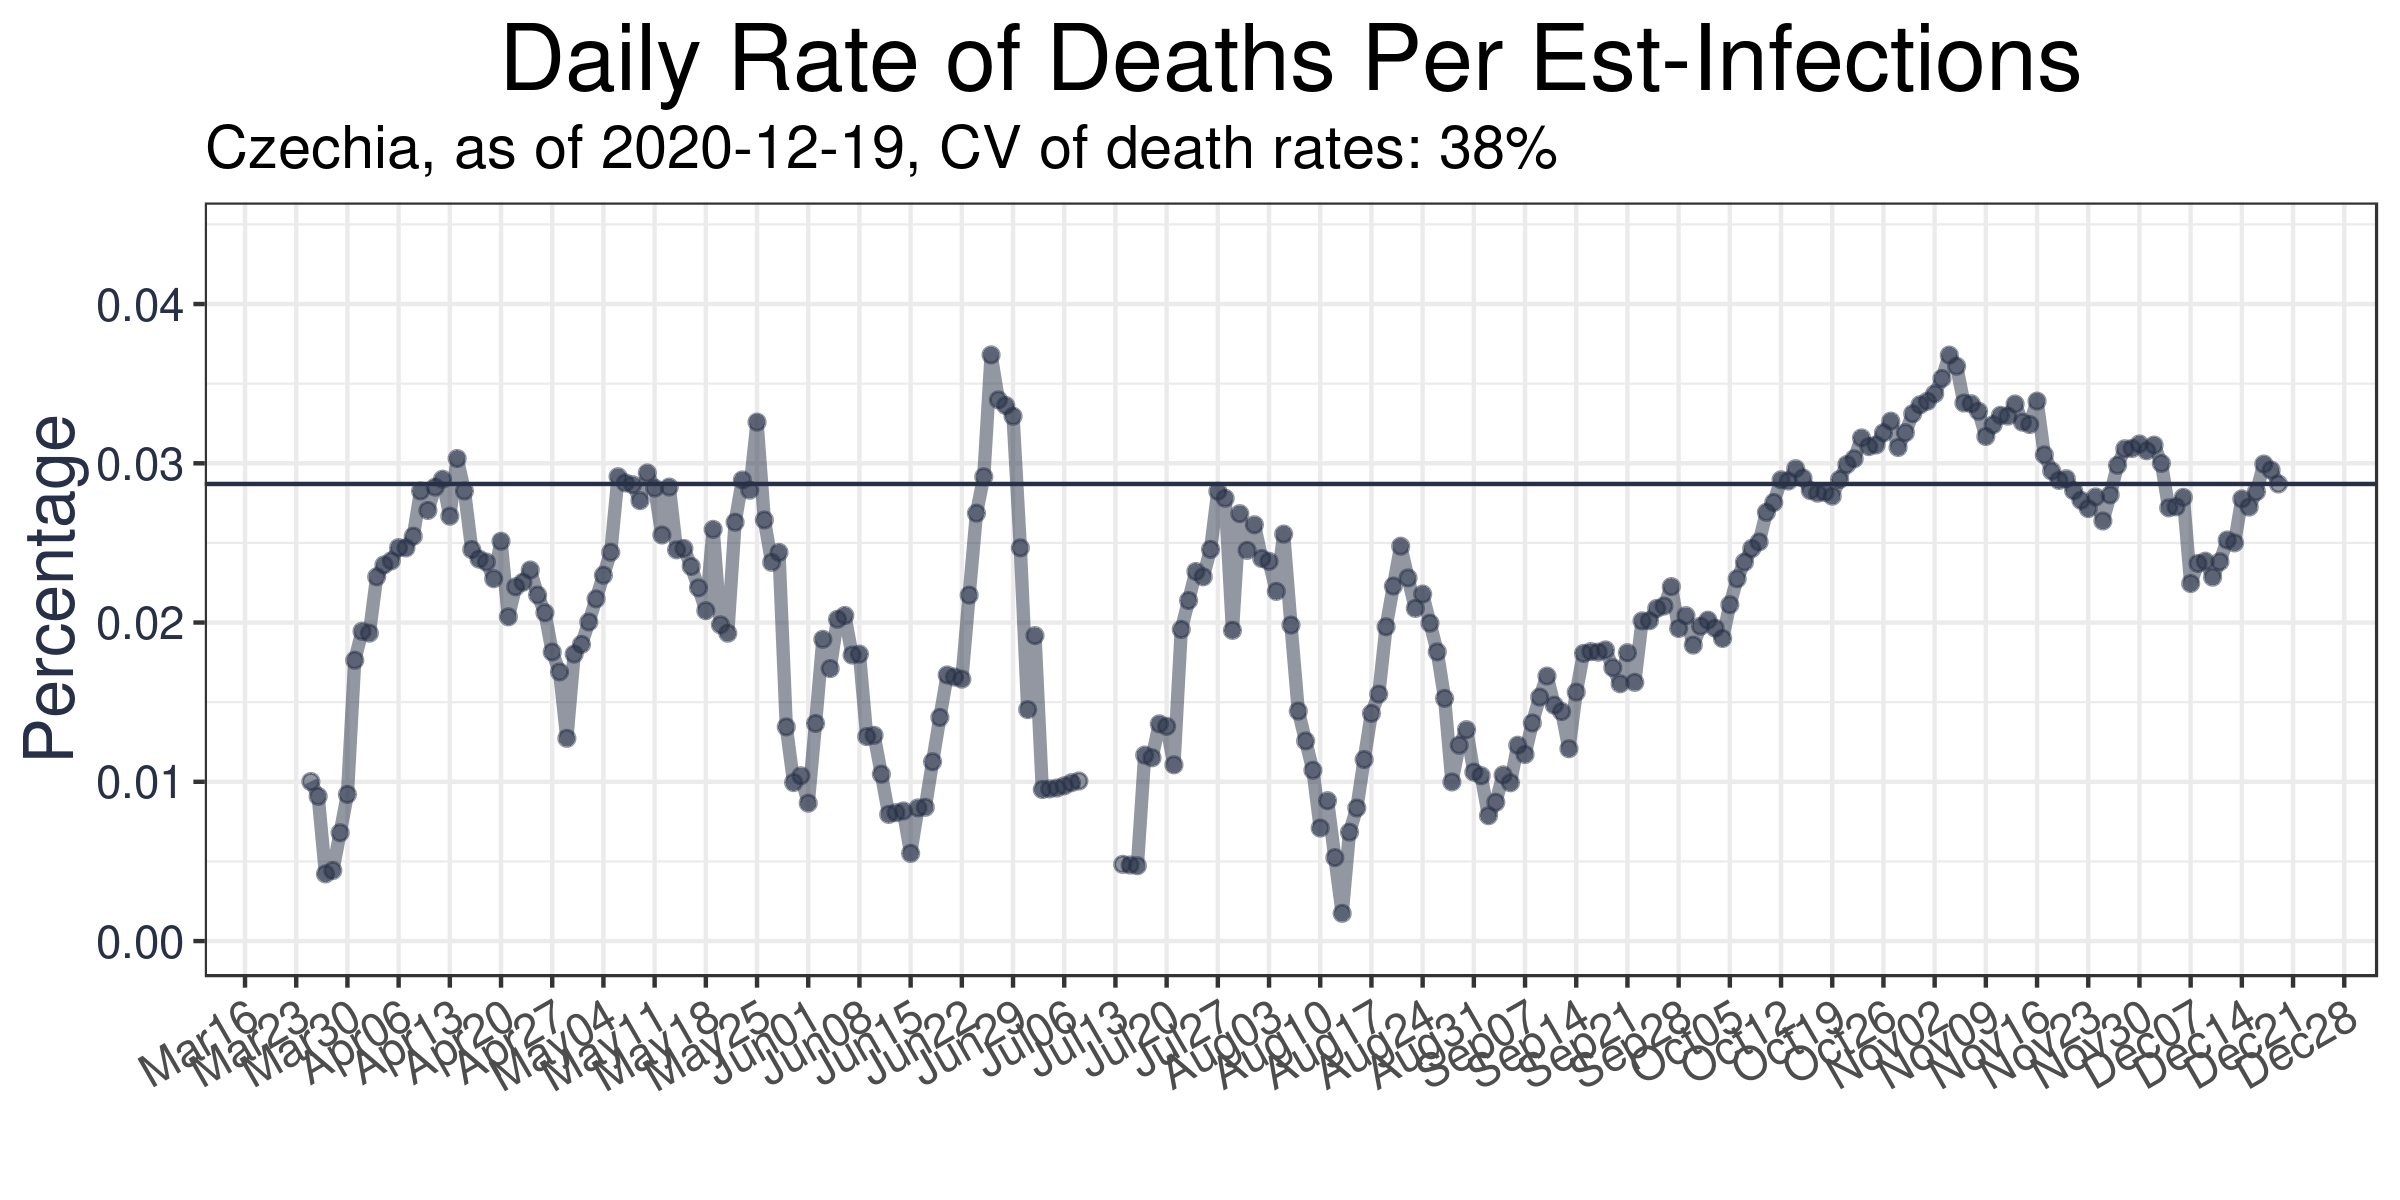 Daily Rate of Deaths Per Est-Infections
Czechia, as of 2020-12-19, CV of death rates: 38%
Percentage
0.04
0.03
0.02
0.01
0.00
Mar16
Mar23
Mar30
Apr06
Apr13
Apr20
Apr27
May04
May11
May18
May25
Jun01
Jun08
Jun15
Jun22
Jun29
Jul06
Jul13
Jul20
Jul27
Aug03
Aug10
Aug17
Aug24
Aug31
Sep07
Sep14
Sep21
Sep28
Oct05
Oct12
Oct19
Oct26
Nov02
Nov09
Nov16
Nov23
Nov30
Dec07
Dec14
Dec21
Dec28